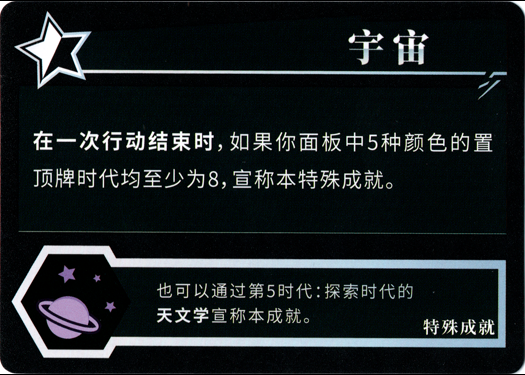 宇宙
在一次行动结束时，如果你面板中5种颜色的置
顶牌时代均至少为8，宣称本特殊成就。
也可以通过第5时代：探索时代的
天文学宣称本成就。
特殊成就